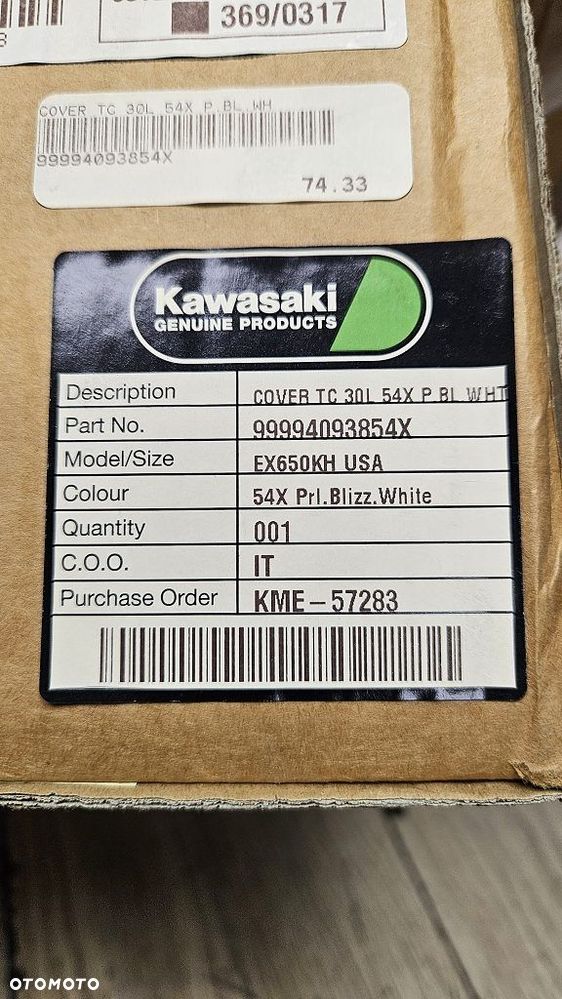 369/0317
COVER TC 30L 54X P.BL.WH
99994093854X
74.33
Kawasaki
GENUINE PRODUCTS
Description COVER TC 30L 54X P.BL.WHT
Part No. 99994093854X
Model/Size EX650KH USA
Colour 54X Prl.Blizz.White
Quantity 001
C.O.O. IT
Purchase Order KME-57283
OTOMOTO